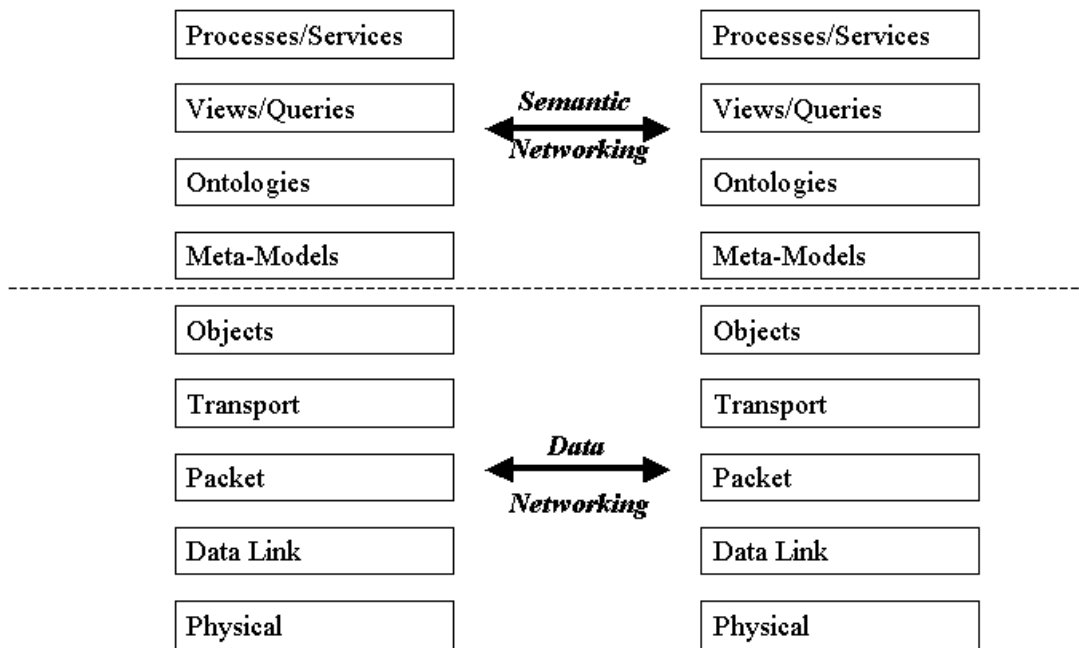 Processes/Services
Processes/Services
Views/Queries
Semantic
Networking
Views/Queries
Ontologies
Ontologies
Meta-Models
Meta-Models
Objects
Objects
Transport
Transport
Packet
Data
Networking
Packet
Data Link
Data Link
Physical
Physical